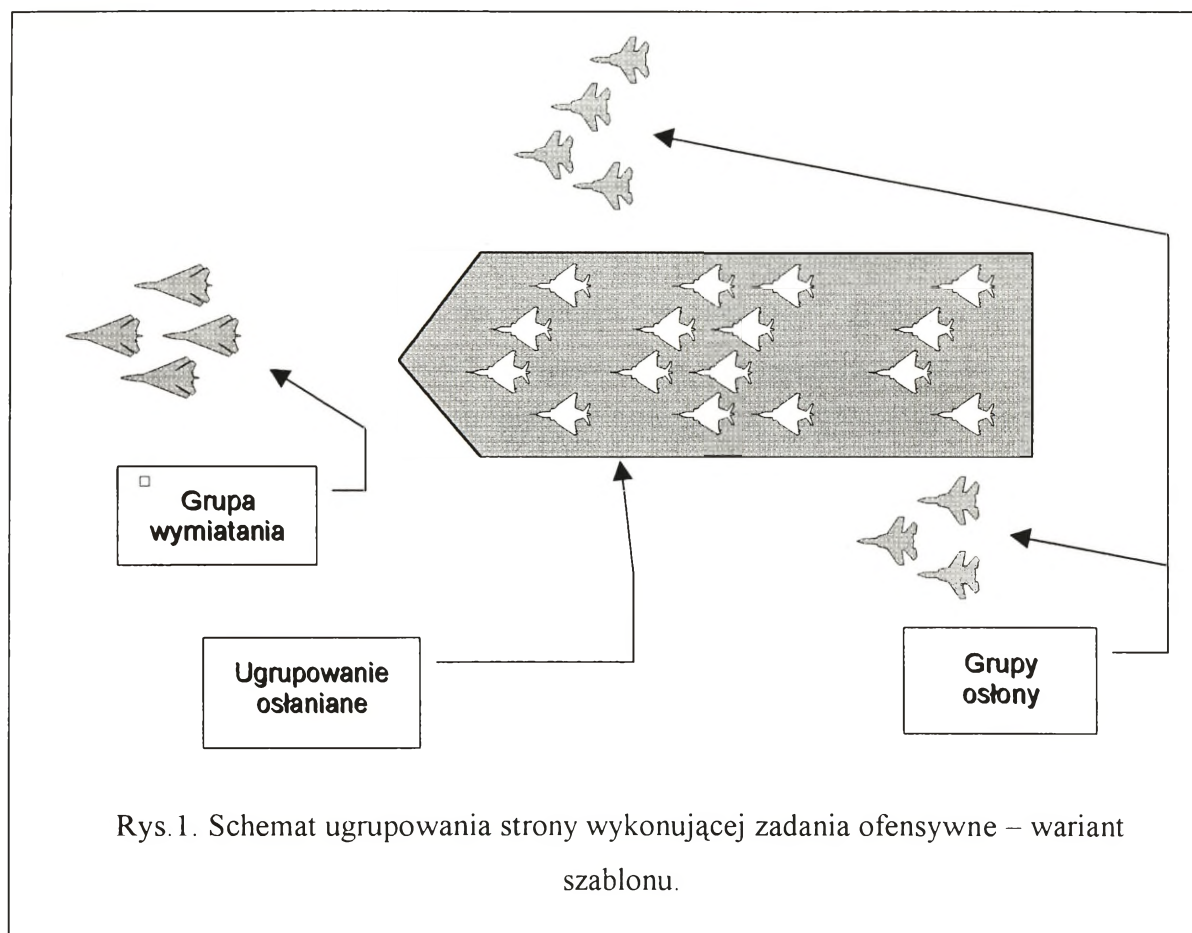 Grupa
wymiatania
Ugrupowanie
osłaniane
Grupy
osłony
Rys.1. Schemat ugrupowania strony wykonującej zadania ofensywne – wariant
szablonu.